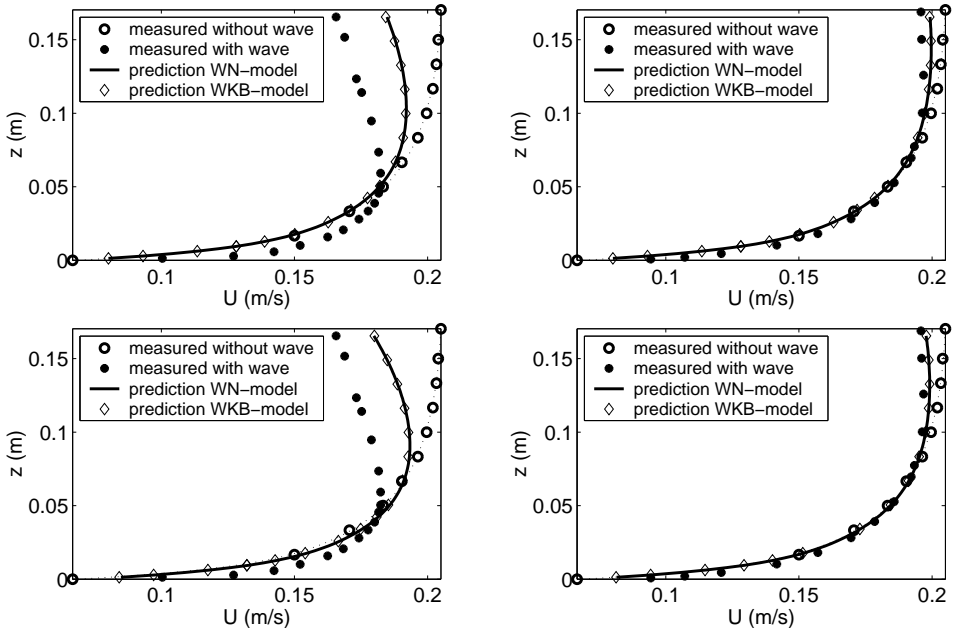 measured without wave
measured with wave
prediction WN−model
prediction WKB−model
0.15
0.1
0.05
0
z (m)
0.1
0.15
0.2
U (m/s)
measured without wave
measured with wave
prediction WN−model
prediction WKB−model
0.15
0.1
0.05
0
z (m)
0.1
0.15
0.2
U (m/s)
measured without wave
measured with wave
prediction WN−model
prediction WKB−model
0.15
0.1
0.05
0
z (m)
0.1
0.15
0.2
U (m/s)
measured without wave
measured with wave
prediction WN−model
prediction WKB−model
0.15
0.1
0.05
0
z (m)
0.1
0.15
0.2
U (m/s)